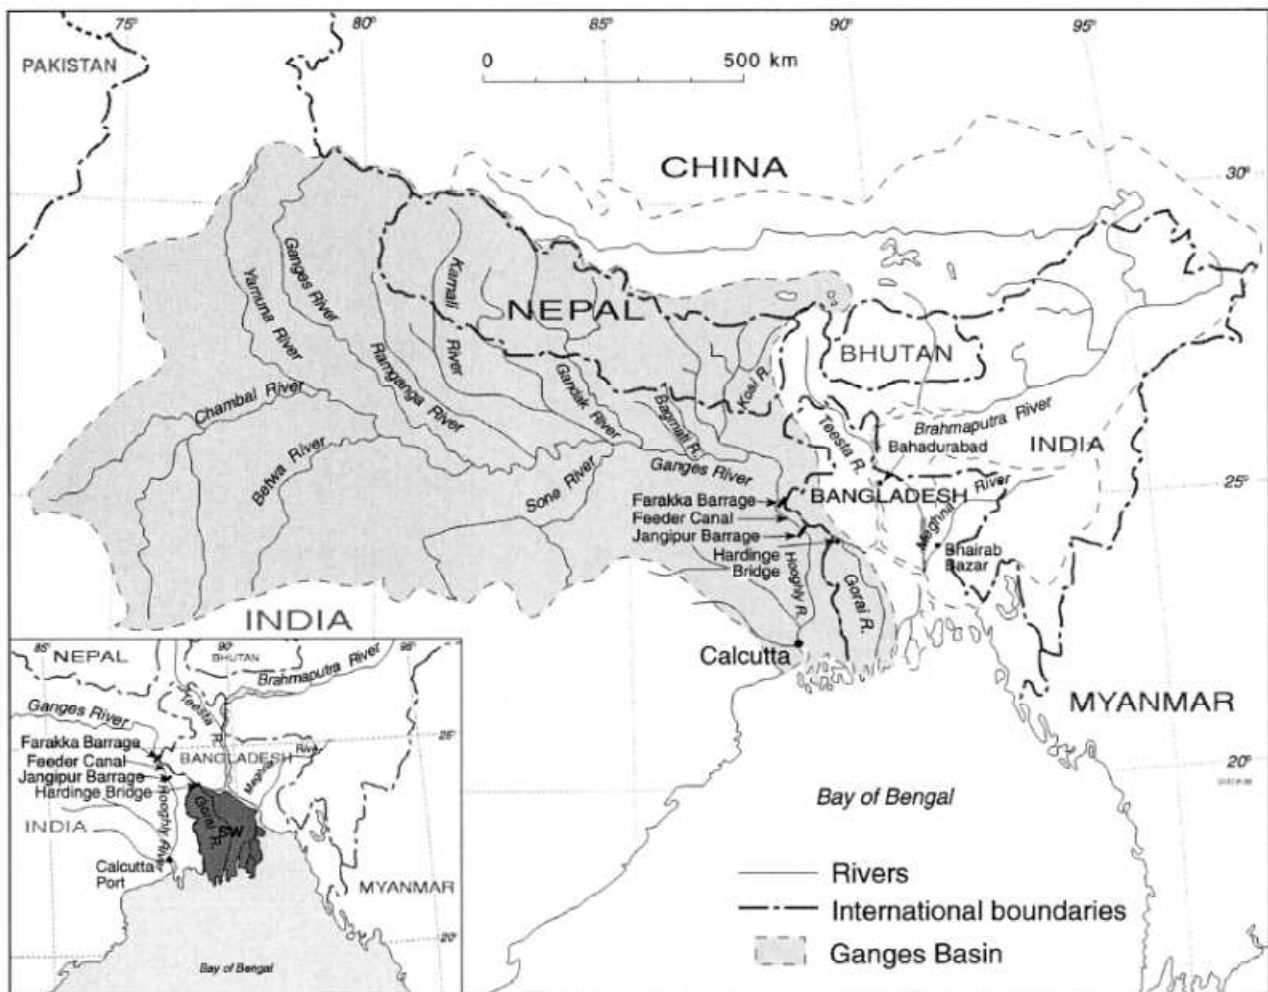 75°
80°
85°
90°
95°
PAKISTAN
0 500 km
CHINA
30°
Ganges River
Yamuna River
Karnali River
NEPAL
BHUTAN
Ramganga River
Gandak River
Bagmati R.
Kosi R.
Chambal River
Betwa River
Sone River
Ganges River
Teesta R.
Brahmaputra River
Bahadurabad
INDIA
25°
BANGLADESH
Meghna River
Farakka Barrage
Feeder Canal
Jangipur Barrage
Hardinge
Bridge
Hooghly R.
Gorai R.
Bhairab
Bazar
INDIA
Calcutta
MYANMAR
20°
Bay of Bengal
Rivers
International boundaries
Ganges Basin
85°
90°
95°
NEPAL
BHUTAN
Brahmaputra River
Teesta R.
Ganges River
25°
Farakka Barrage
Feeder Canal
Jangipur Barrage
Hardinge Bridge
BANGLADESH
Meghna River
Hooghly River
Gorai R.
SW
INDIA
Calcutta
Port
MYANMAR
20°
Bay of Bengal